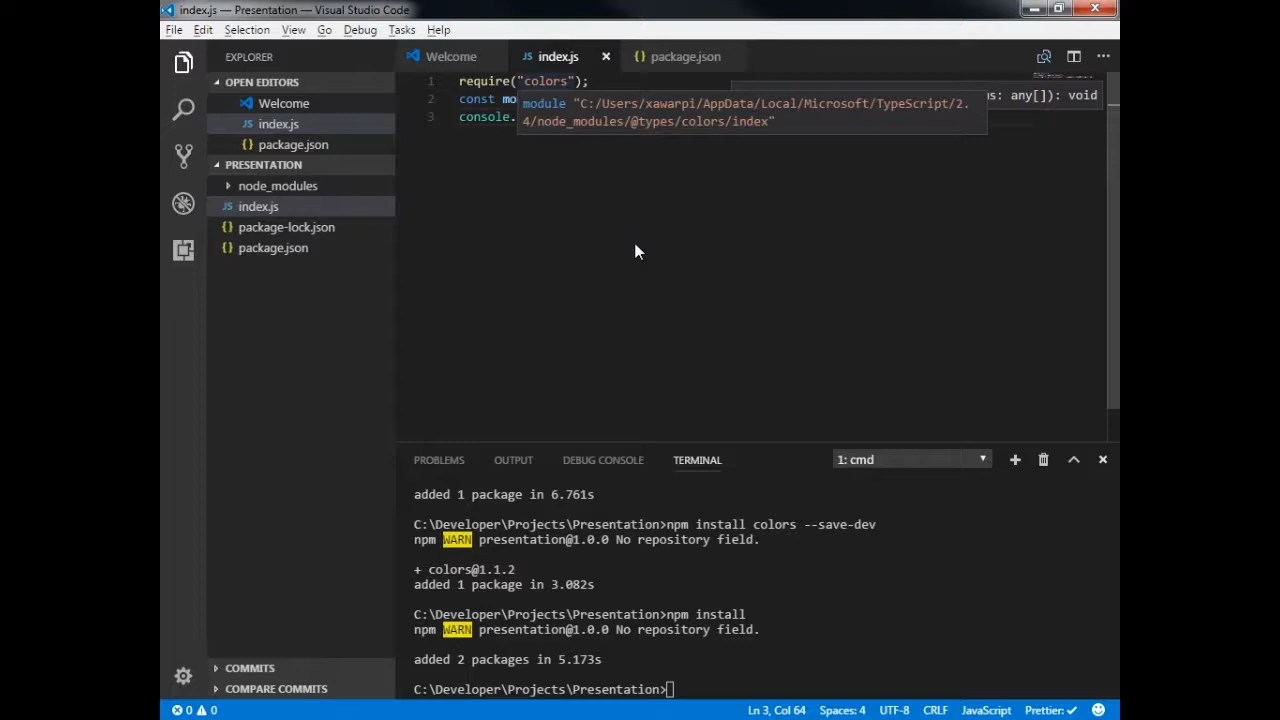 index.js — Presentation — Visual Studio Code
File Edit Selection View Go Debug Tasks Help
EXPLORER
OPEN EDITORS
Welcome
JS index.js
{} package.json
PRESENTATION
node_modules
JS index.js
{} package-lock.json
{} package.json
COMMITS
COMPARE COMMITS
Welcome
JS index.js
{} package.json
1 require("colors");
2 const mo
3 console.
ns: any[]): void
module "C:/Users/xawarpi/AppData/Local/Microsoft/TypeScript/2.
4/node_modules/@types/colors/index"
PROBLEMS OUTPUT DEBUG CONSOLE TERMINAL
1: cmd
added 1 package in 6.761s
C:\Developer\Projects\Presentation>npm install colors --save-dev
npm WARN presentation@1.0.0 No repository field.
+ colors@1.1.2
added 1 package in 3.082s
C:\Developer\Projects\Presentation>npm install
npm WARN presentation@1.0.0 No repository field.
added 2 packages in 5.173s
C:\Developer\Projects\Presentation>
0 0
Ln 3, Col 64 Spaces: 4 UTF-8 CRLF JavaScript Prettier: ✓